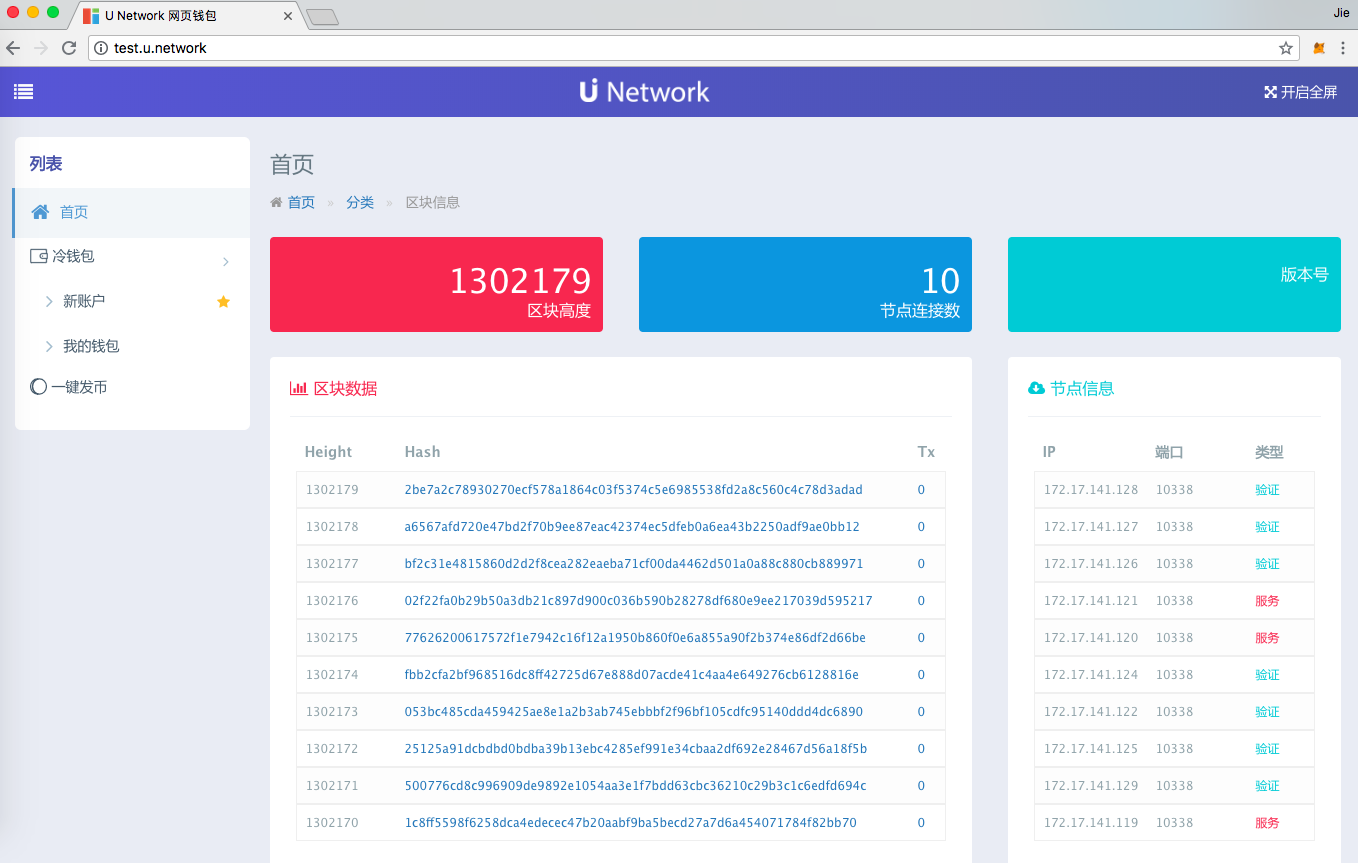 U Network 网页钱包
Jie
test.u.network
U Network
开启全屏
列表
首页
冷钱包
新账户
我的钱包
一键发币
首页
首页 » 分类 » 区块信息
1302179
区块高度
10
节点连接数
版本号
区块数据
Height Hash Tx
1302179 2be7a2c78930270ecf578a1864c03f5374c5e6985538fd2a8c560c4c78d3adad 0
1302178 a6567afd720e47bd2f70b9ee87eac42374ec5dfeb0a6ea43b2250adf9ae0bb12 0
1302177 bf2c31e4815860d2d2f8cea282eaeba71cf00da4462d501a0a88c880cb889971 0
1302176 02f22fa0b29b50a3db21c897d900c036b590b28278df680e9ee217039d595217 0
1302175 77626200617572f1e7942c16f12a1950b860f0e6a855a90f2b374e86df2d66be 0
1302174 fbb2cfa2bf968516dc8ff42725d67e888d07acde41c4aa4e649276cb6128816e 0
1302173 053bc485cda459425ae8e1a2b3ab745ebbbf2f96bf105cdfc95140ddd4dc6890 0
1302172 25125a91dcbdbd0bdba39b13ebc4285ef991e34cbaa2df692e28467d56a18f5b 0
1302171 500776cd8c996909de9892e1054aa3e1f7bdd63cbc36210c29b3c1c6edfd694c 0
1302170 1c8ff5598f6258dca4edecec47b20aabf9ba5becd27a7d6a454071784f82bb70 0
节点信息
IP 端口 类型
172.17.141.128 10338 验证
172.17.141.127 10338 验证
172.17.141.126 10338 验证
172.17.141.121 10338 服务
172.17.141.120 10338 服务
172.17.141.124 10338 验证
172.17.141.122 10338 验证
172.17.141.125 10338 验证
172.17.141.129 10338 验证
172.17.141.119 10338 服务